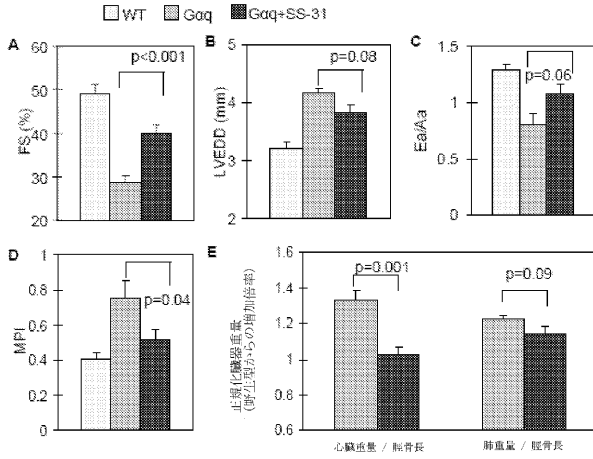 WT Gαq Gαq+SS-31
A
p<0.001
FS (%)
60
50
40
30
20
B
p=0.08
LVEDD (mm)
5
4
3
2
C
p=0.06
Ea/Aa
1.5
1
0.5
0
D
p=0.04
MPI
1
0.8
0.6
0.4
0.2
0
E
p=0.001
p=0.09
正規化臓器重量
(野生型からの増加倍率)
1.6
1.4
1.2
1
0.8
0.6
心臓重量 / 脛骨長
肺重量 / 脛骨長